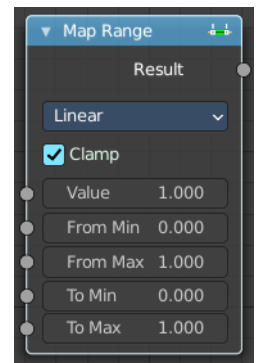 Map Range
Result
Linear
Clamp
Value 1.000
From Min 0.000
From Max 1.000
To Min 0.000
To Max 1.000